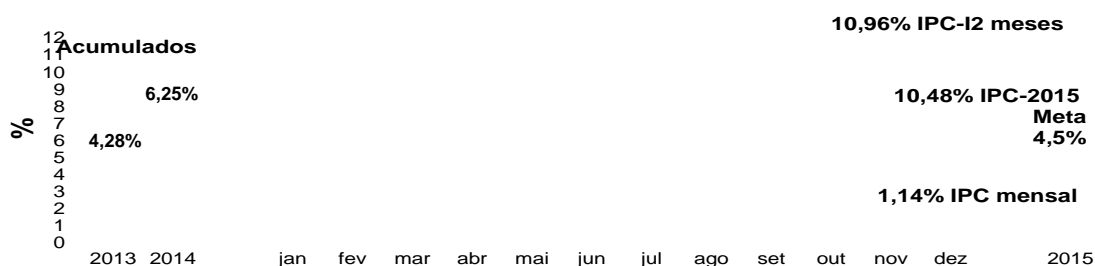 10,96% IPC-I2 meses
Acumulados
12
11
10
9
8
7
6
5
4
3
2
1
0
%
6,25%
4,28%
10,48% IPC-2015
Meta
4,5%
1,14% IPC mensal
2013 2014 jan fev mar abr mai jun jul ago set out nov dez 2015